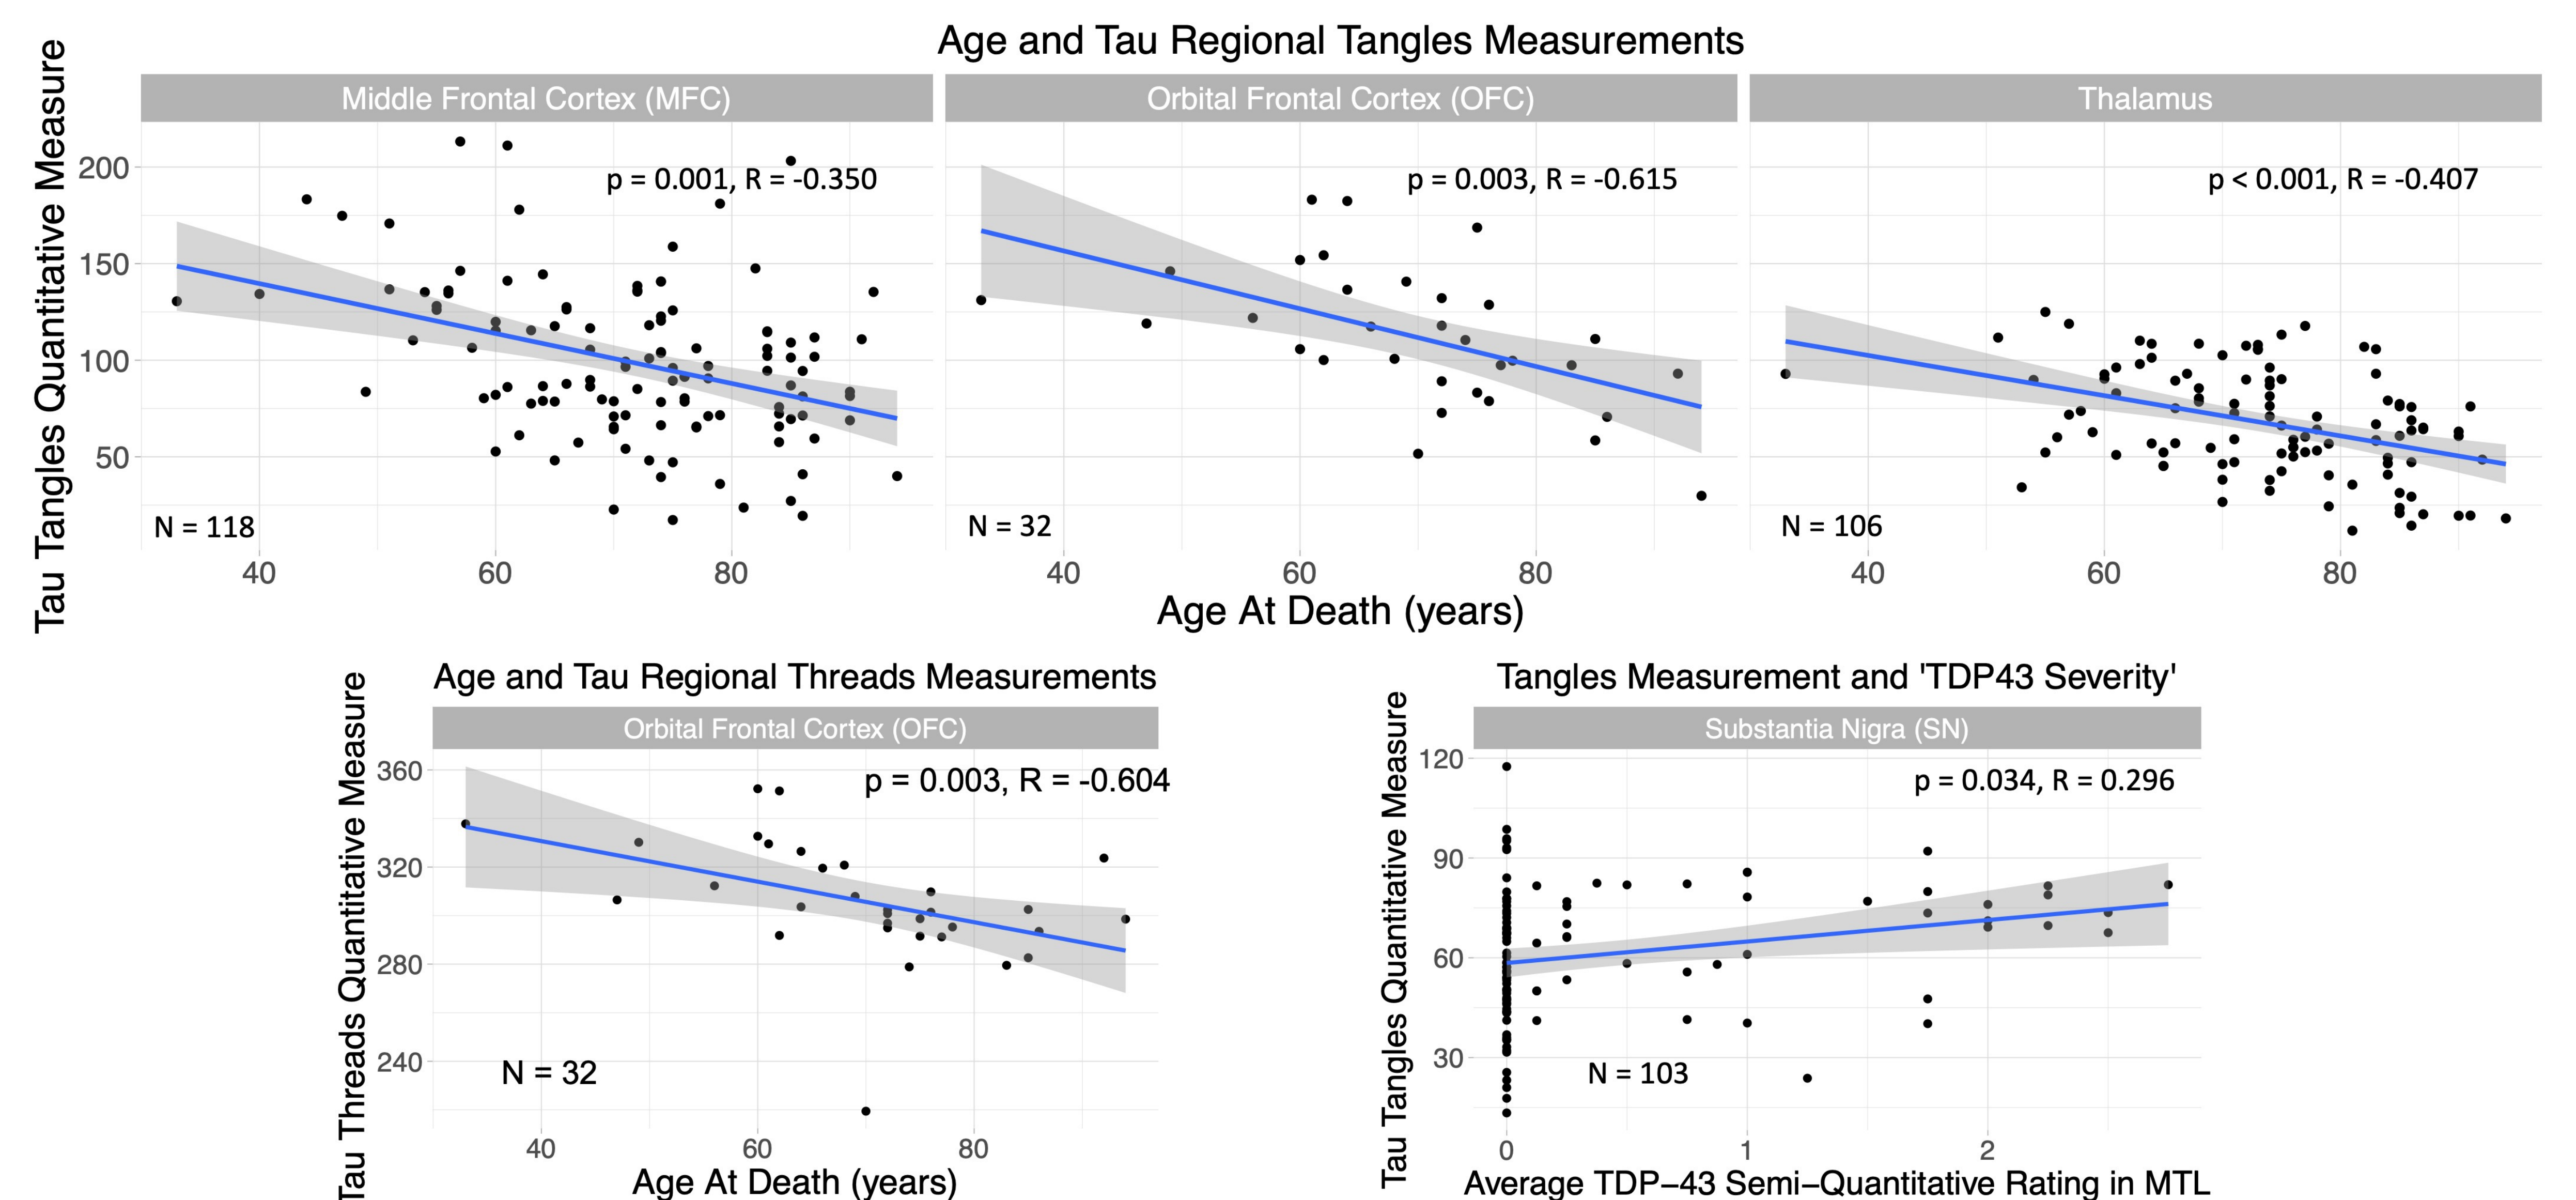 Age and Tau Regional Tangles Measurements
Middle Frontal Cortex (MFC)
Orbital Frontal Cortex (OFC)
Thalamus
Tau Tangles Quantitative Measure
200
150
100
50
p = 0.001, R = -0.350
N = 118
p = 0.003, R = -0.615
N = 32
p < 0.001, R = -0.407
N = 106
40 60 80
40 60 80
40 60 80
Age At Death (years)
Age and Tau Regional Threads Measurements
Orbital Frontal Cortex (OFC)
Tau Threads Quantitative Measure
360
320
280
240
p = 0.003, R = -0.604
N = 32
40 60 80
Age At Death (years)
Tangles Measurement and 'TDP43 Severity'
Substantia Nigra (SN)
Tau Tangles Quantitative Measure
120
90
60
30
p = 0.034, R = 0.296
N = 103
0 1 2
Average TDP–43 Semi–Quantitative Rating in MTL